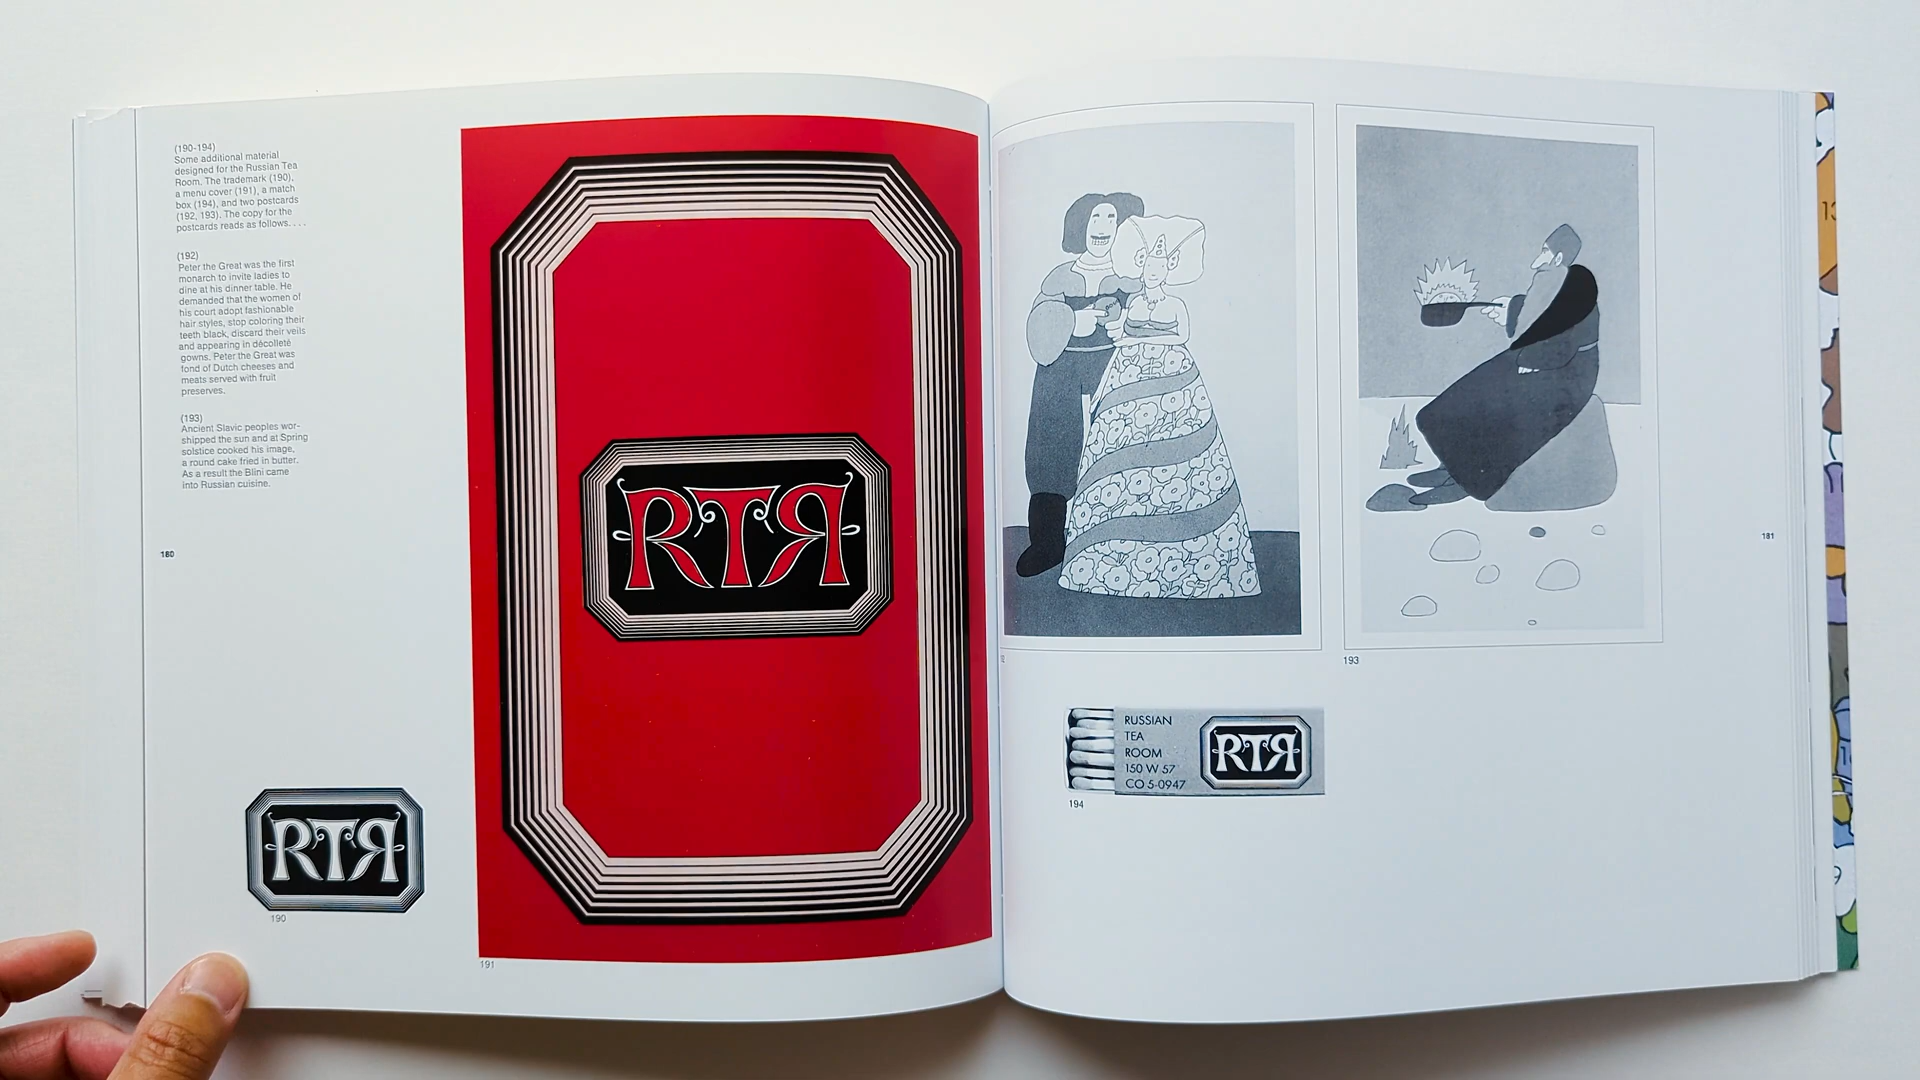 (190-194)
Some additional material
designed for the Russian Tea
Room. The trademark (190),
a menu cover (191), a match
box (194), and two postcards
(192, 193). The copy for the
postcards reads as follows. . . .
(192)
Peter the Great was the first
monarch to invite ladies to
dine at his dinner table. He
demanded that the women of
his court adopt fashionable
hair styles, stop coloring their
teeth black, discard their veils
and appearing in décolleté
gowns. Peter the Great was
fond of Dutch cheeses and
meats served with fruit
preserves.
(193)
Ancient Slavic peoples wor-
shipped the sun and at Spring
solstice cooked his image,
a round cake fried in butter.
As a result the Blini came
into Russian cuisine.
180
RTЯ
190
RTЯ
191
193
181
RUSSIAN
TEA
ROOM
150 W 57
CO 5-0947
RTЯ
194